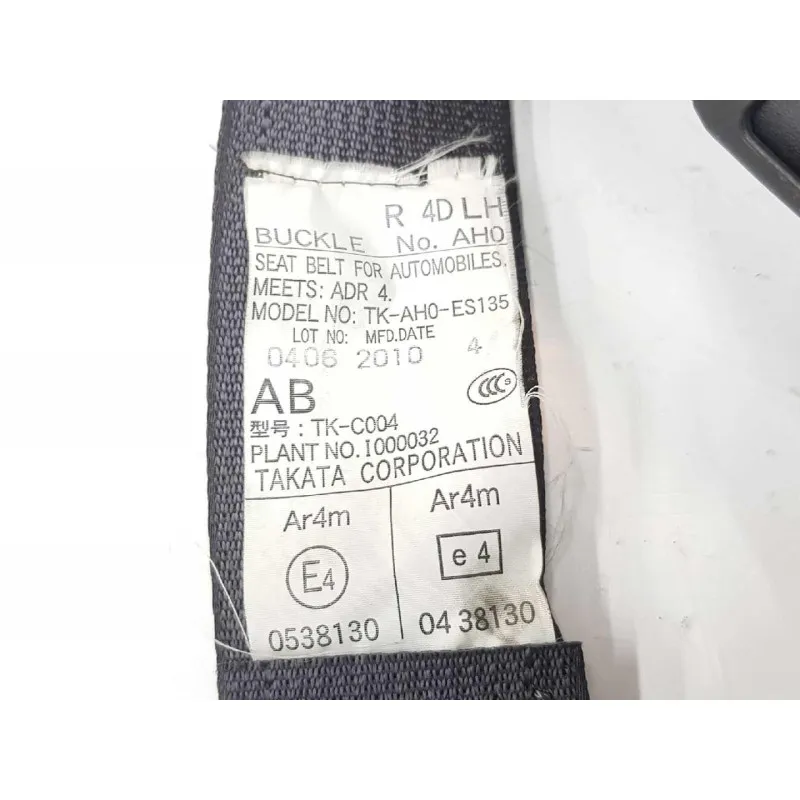 R 4D LH
BUCKLE No. AH0
SEAT BELT FOR AUTOMOBILES,
MEETS: ADR 4.
MODEL NO: TK-AH0-ES135
LOT NO: MFD.DATE
0406 2010 4
AB
CCC S
型号: TK-C004
PLANT NO. I000032
TAKATA CORPORATION
Ar4m Ar4m
E4 e 4
0538130 04 38130